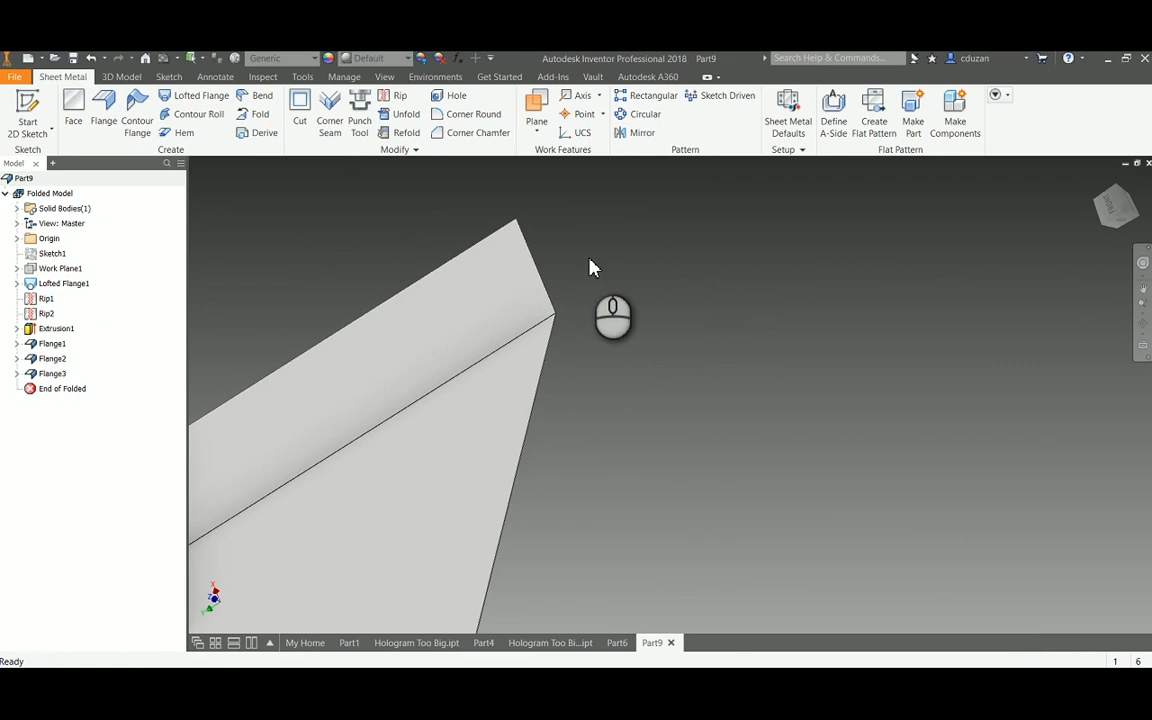 Generic
Default
Autodesk Inventor Professional 2018 Part9
Search Help & Commands...
cduzan
File
Sheet Metal
3D Model
Sketch
Annotate
Inspect
Tools
Manage
View
Environments
Get Started
Add-Ins
Vault
Autodesk A360
Start
2D Sketch
Face
Flange
Contour
Flange
Lofted Flange
Contour Roll
Hem
Bend
Fold
Derive
Cut
Corner
Seam
Punch
Tool
Rip
Unfold
Refold
Hole
Corner Round
Corner Chamfer
Plane
Axis
Point
UCS
Rectangular
Circular
Mirror
Sketch Driven
Sheet Metal
Defaults
Define
A-Side
Create
Flat Pattern
Make
Part
Make
Components
Sketch
Create
Modify
Work Features
Pattern
Setup
Flat Pattern
Model
Part9
Folded Model
Solid Bodies(1)
View: Master
Origin
Sketch1
Work Plane1
Lofted Flange1
Rip1
Rip2
Extrusion1
Flange1
Flange2
Flange3
End of Folded
X
Z
Y
My Home
Part1
Hologram Too Big.ipt
Part4
Hologram Too Bi...ipt
Part6
Part9
Ready
1
6